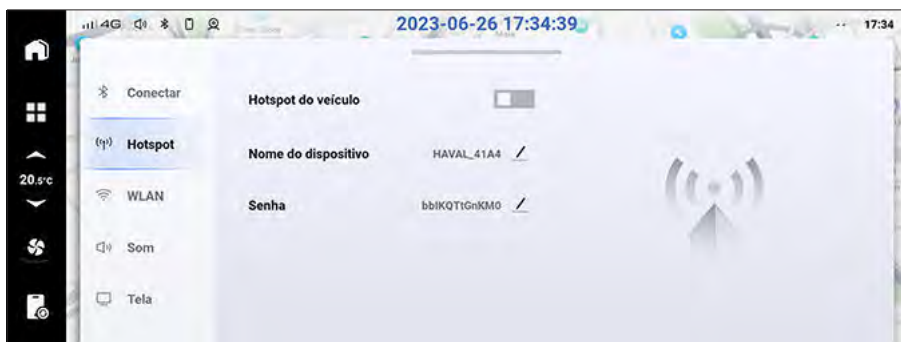 4G 2023-06-26 17:34:39 17:34
Conectar
Hotspot do veículo
Hotspot
Nome do dispositivo HAVAL_41A4
20.5°C
WLAN
Senha bbIKQTtGnKM0
Som
Tela